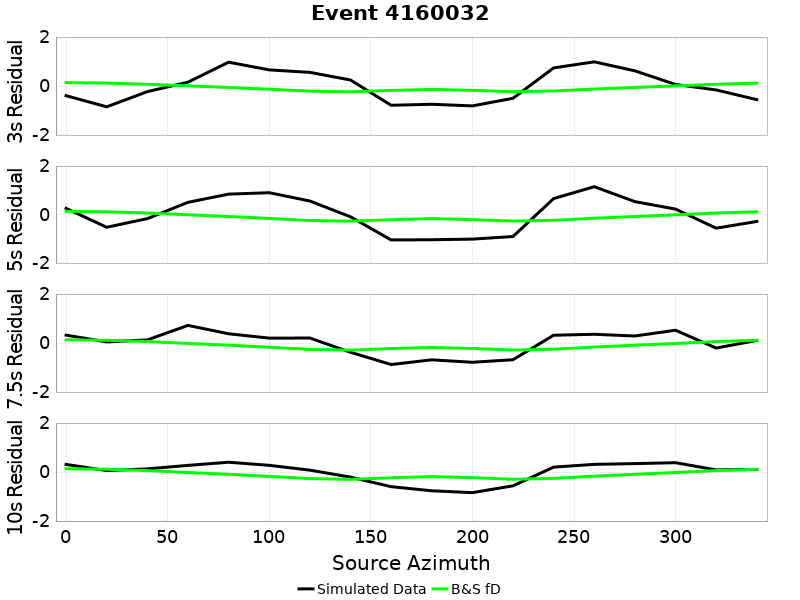 Event 4160032
3s Residual
2
0
-2
5s Residual
2
0
-2
7.5s Residual
2
0
-2
10s Residual
2
0
-2
0 50 100 150 200 250 300
Source Azimuth
Simulated Data B&S fD